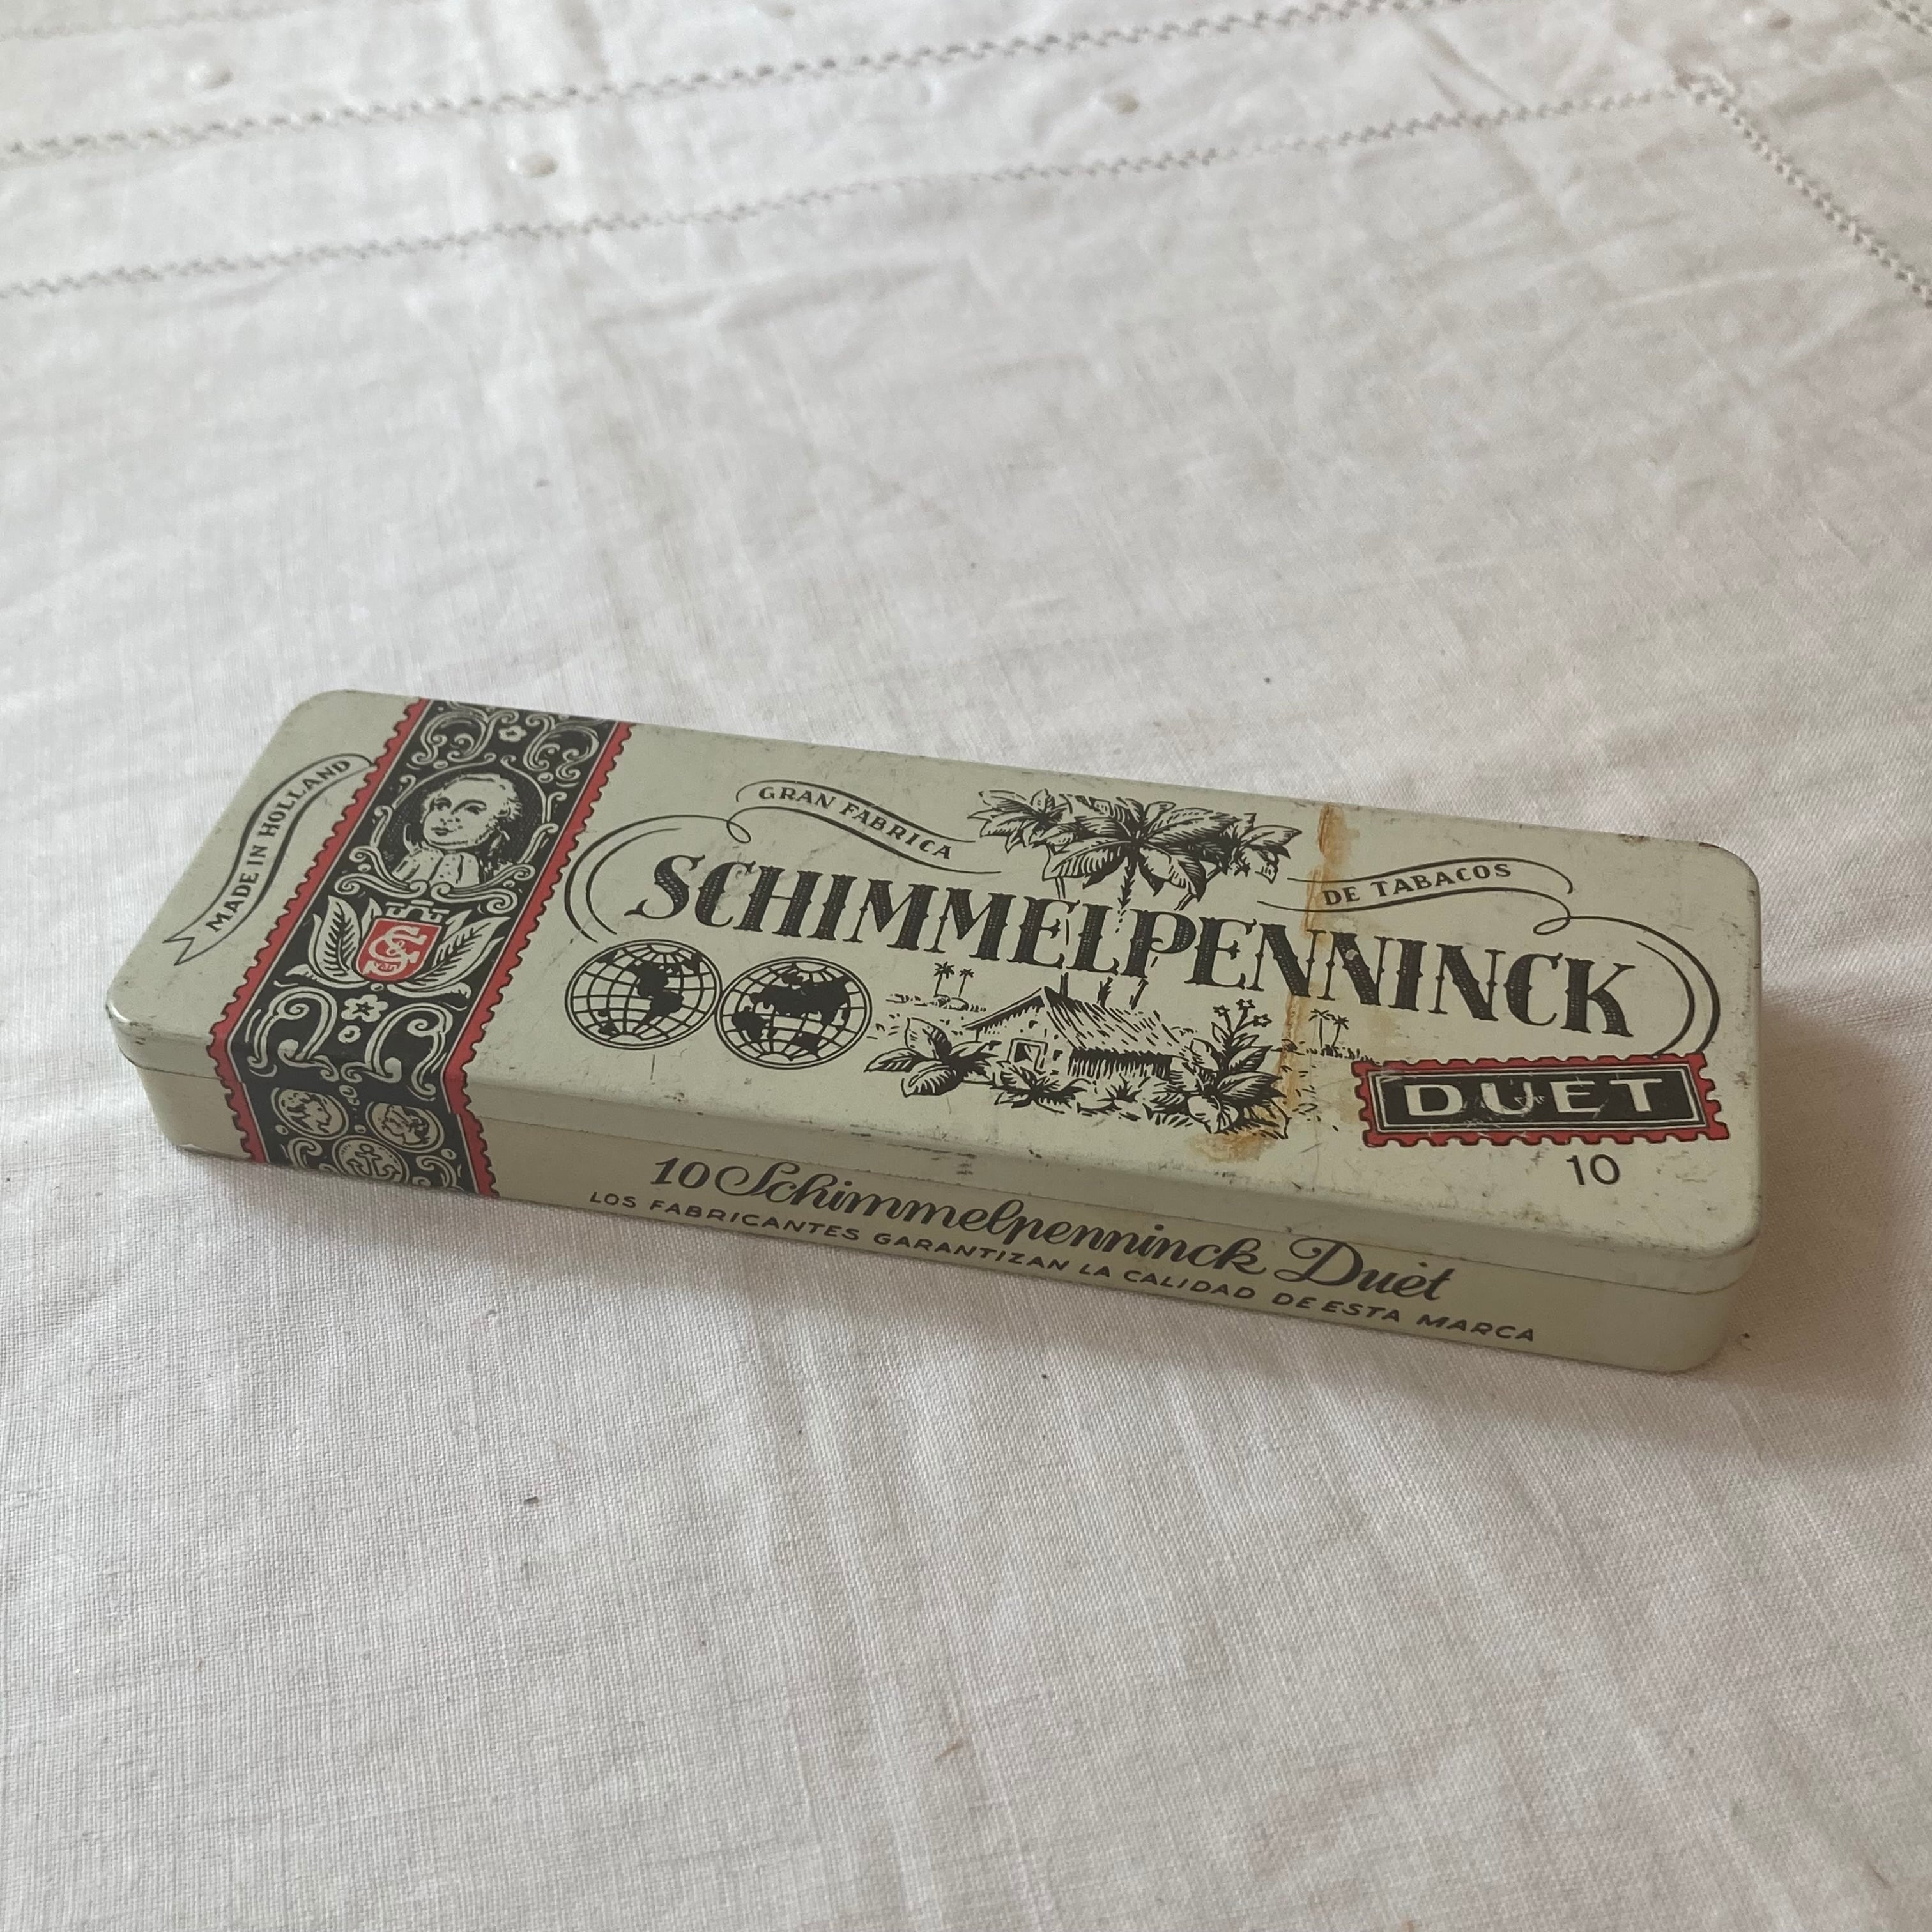 MADE IN HOLLAND
GRAN FABRICA
DE TABACOS
SCHIMMELPENNINCK
DUET
10
10 Schimmelpenninck Duet
LOS FABRICANTES GARANTIZAN LA CALIDAD DE ESTA MARCA